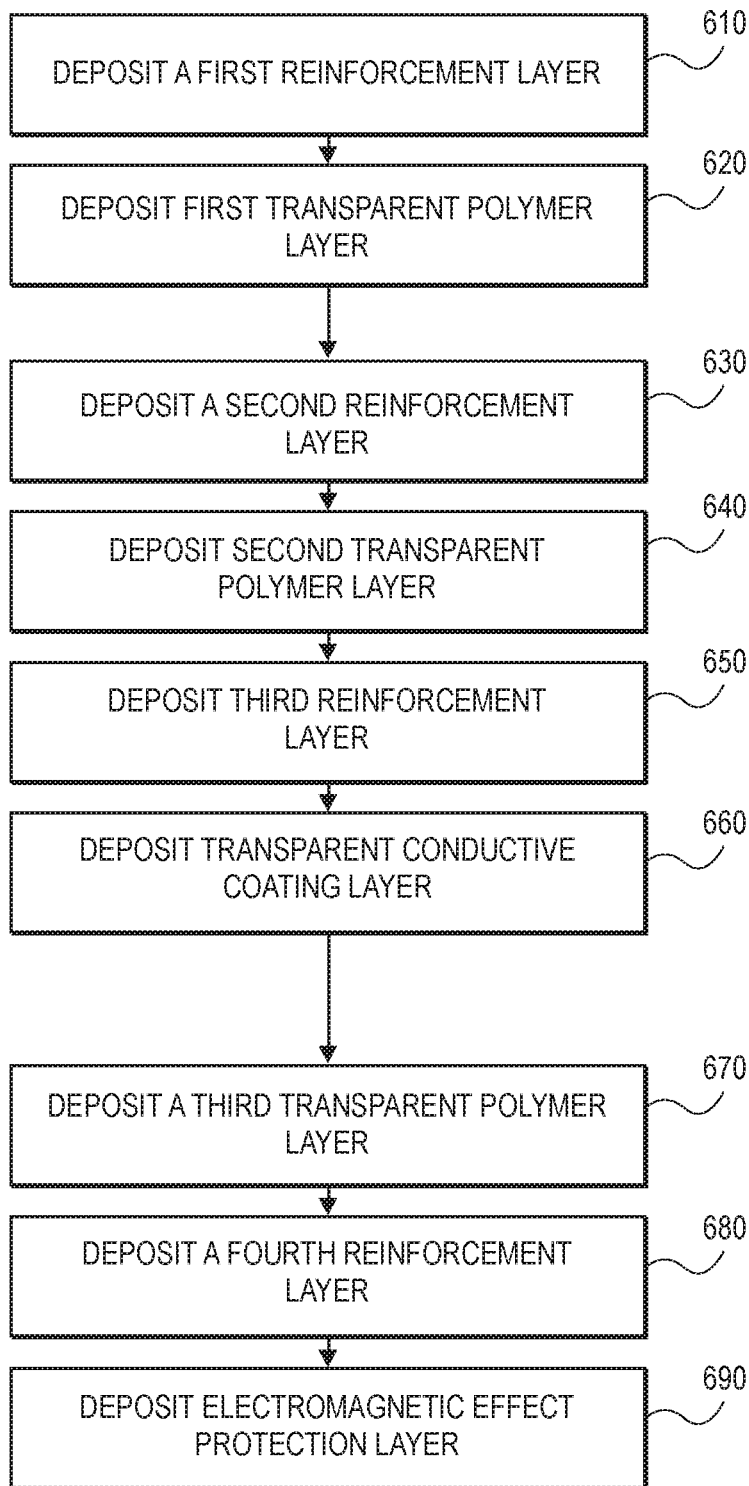 610
DEPOSIT A FIRST REINFORCEMENT LAYER
620
DEPOSIT FIRST TRANSPARENT POLYMER
LAYER
630
DEPOSIT A SECOND REINFORCEMENT
LAYER
640
DEPOSIT SECOND TRANSPARENT
POLYMER LAYER
650
DEPOSIT THIRD REINFORCEMENT
LAYER
660
DEPOSIT TRANSPARENT CONDUCTIVE
COATING LAYER
670
DEPOSIT A THIRD TRANSPARENT POLYMER
LAYER
680
DEPOSIT A FOURTH REINFORCEMENT
LAYER
690
DEPOSIT ELECTROMAGNETIC EFFECT
PROTECTION LAYER